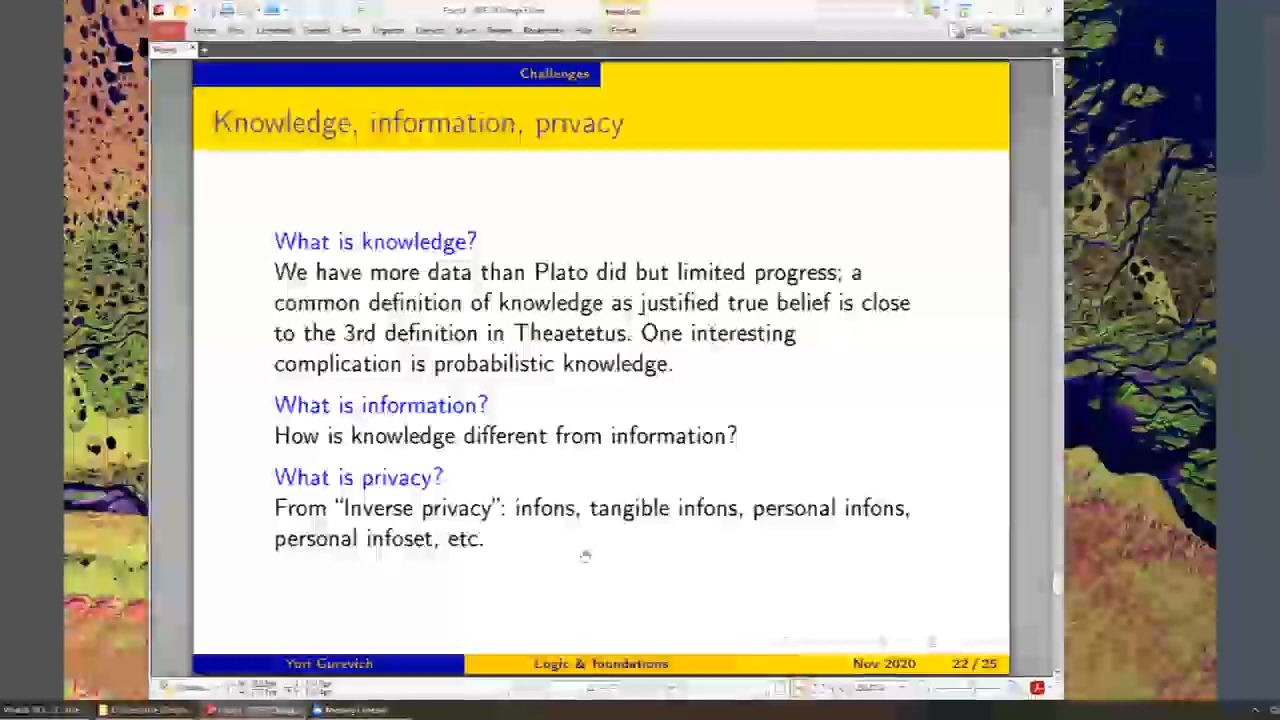 Challenges
Knowledge, information, privacy
What is knowledge?
We have more data than Plato did but limited progress; a
common definition of knowledge as justified true belief is close
to the 3rd definition in Theaetetus. One interesting
complication is probabilistic knowledge.
What is information?
How is knowledge different from information?
What is privacy?
From “Inverse privacy”: infons, tangible infons, personal infons,
personal infoset, etc.
Yuri Gurevich
Logic & foundations
Nov 2020
22 / 25